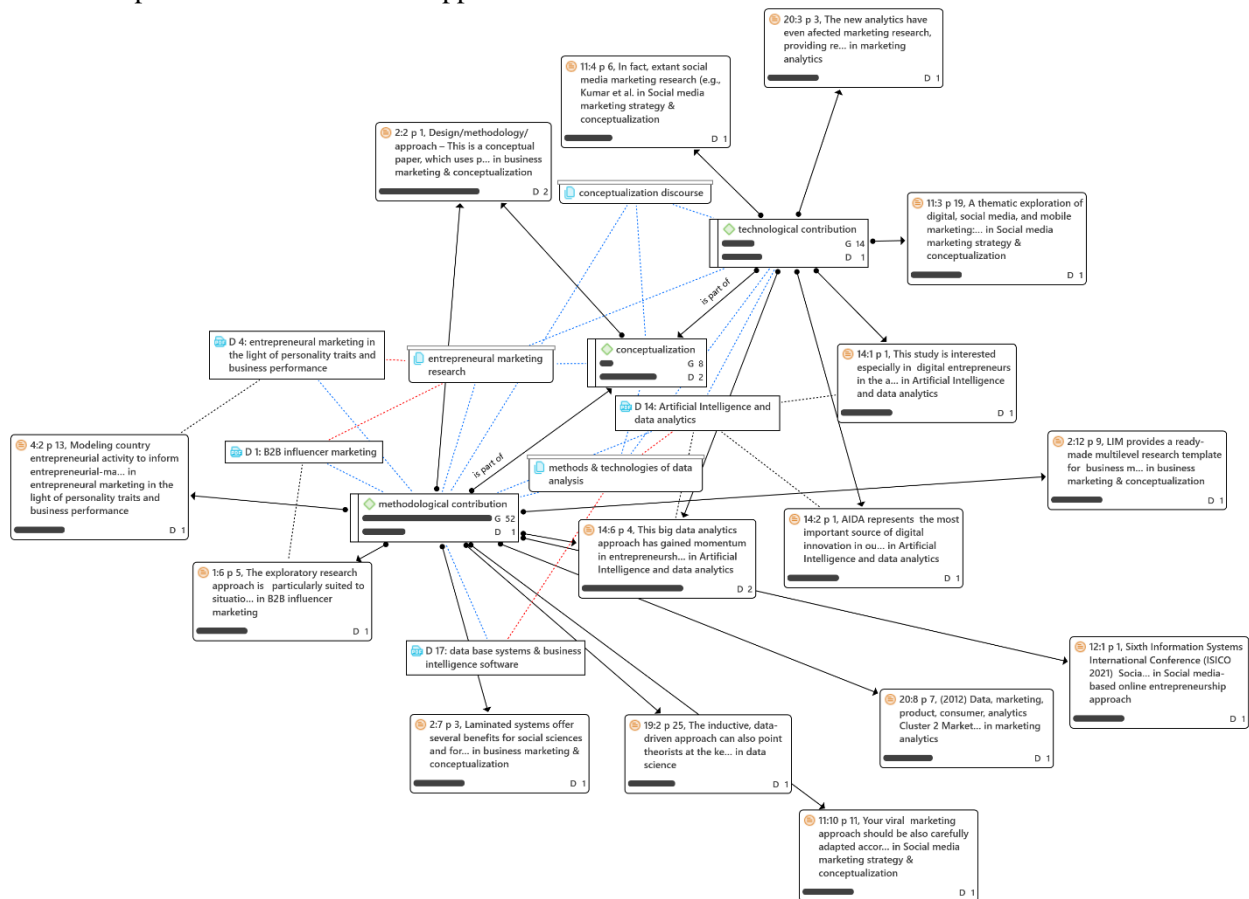 20:3 p 3, The new analytics have
even afected marketing research,
providing re... in marketing
analytics
D 1
11:4 p 6, In fact, extant social
media marketing research (e.g.,
Kumar et al. in Social media
marketing strategy &
conceptualization
D 1
2:2 p 1, Design/methodology/
approach – This is a conceptual
paper, which uses p... in business
marketing & conceptualization
D 2
conceptualization discourse
technological contribution
G 14
D 1
11:3 p 19, A thematic exploration of
digital, social media, and mobile
marketing:... in Social media
marketing strategy &
conceptualization
D 1
is part of
D 4: entrepreneurial marketing in
the light of personality traits and
business performance
entrepreneural marketing
research
conceptualization
G 8
D 2
14:1 p 1, This study is interested
especially in digital entrepreneurs
in the a... in Artificial Intelligence
and data analytics
D 1
D 14: Artificial Intelligence and
data analytics
4:2 p 13, Modeling country
entrepreneurial activity to inform
entrepreneurial-ma... in
entrepreneural marketing in the
light of personality traits and
business performance
D 1
D 1: B2B influencer marketing
is part of
methods & technologies of data
analysis
2:12 p 9, LIM provides a ready-
made multilevel research template
for business m... in business
marketing & conceptualization
D 1
methodological contribution
G 52
D 1
14:6 p 4, This big data analytics
approach has gained momentum
in entrepreneursh... in Artificial
Intelligence and data analytics
D 2
14:2 p 1, AIDA represents the most
important source of digital
innovation in ou... in Artificial
Intelligence and data analytics
D 1
1:6 p 5, The exploratory research
approach is particularly suited to
situatio... in B2B influencer
marketing
D 1
D 17: data base systems & business
intelligence software
12:1 p 1, Sixth Information Systems
International Conference (ISICO
2021) Socia... in Social media-
based online entrepreneurship
approach
D 1
20:8 p 7, (2012) Data, marketing,
product, consumer, analytics
Cluster 2 Market... in marketing
analytics
D 1
2:7 p 3, Laminated systems offer
several benefits for social sciences
and for... in business marketing &
conceptualization
D 1
19:2 p 25, The inductive, data-
driven approach can also point
theorists at the ke... in data
science
D 1
11:10 p 11, Your viral marketing
approach should be also carefully
adapted accor... in Social media
marketing strategy &
conceptualization
D 1